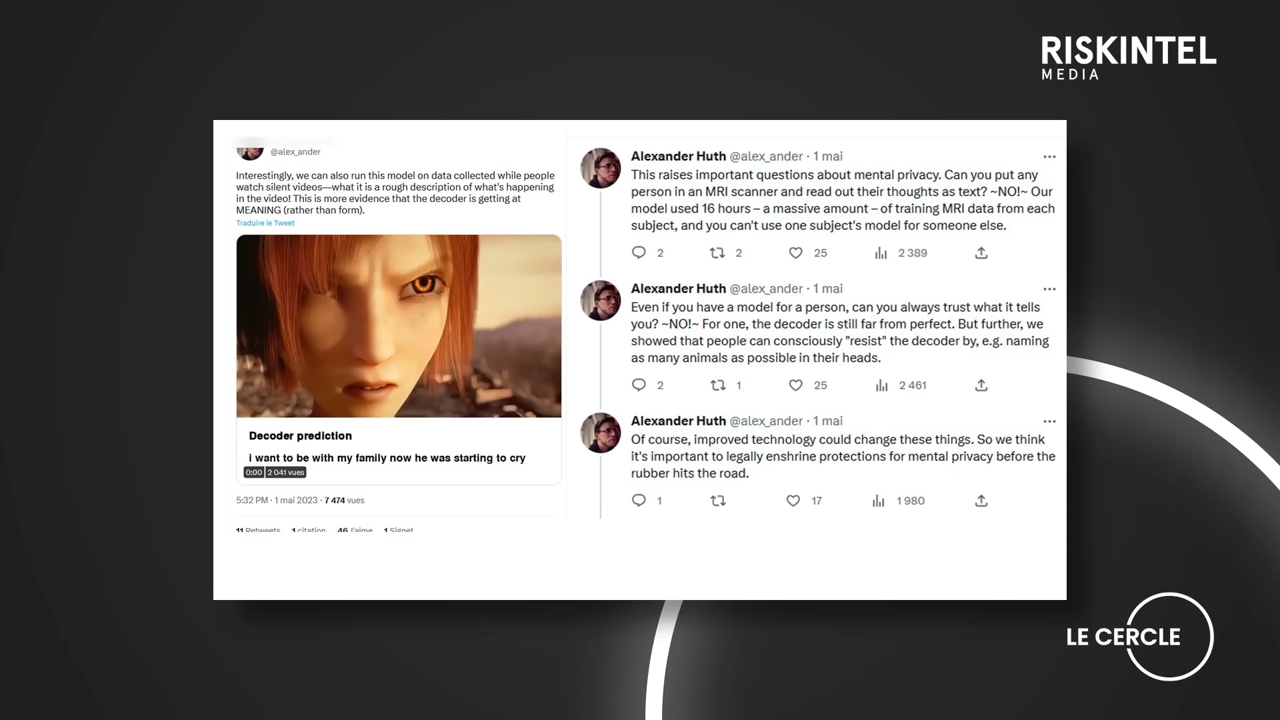 RISKINTEL
MEDIA
@alex_ander
Interestingly, we can also run this model on data collected while people
watch silent videos—what it is a rough description of what's happening
in the video! This is more evidence that the decoder is getting at
MEANING (rather than form).
Traduire le Tweet
Decoder prediction
i want to be with my family now he was starting to cry
0:00 2 041 vues
5:32 PM · 1 mai 2023 · 7 474 vues
11 Retweets 1 citation 46 J'aime 1 Signet
Alexander Huth @alex_ander · 1 mai
This raises important questions about mental privacy. Can you put any
person in an MRI scanner and read out their thoughts as text? ~NO!~ Our
model used 16 hours – a massive amount – of training MRI data from each
subject, and you can't use one subject's model for someone else.
2 2 25 2 389
Alexander Huth @alex_ander · 1 mai
Even if you have a model for a person, can you always trust what it tells
you? ~NO!~ For one, the decoder is still far from perfect. But further, we
showed that people can consciously "resist" the decoder by, e.g. naming
as many animals as possible in their heads.
2 1 25 2 461
Alexander Huth @alex_ander · 1 mai
Of course, improved technology could change these things. So we think
it's important to legally enshrine protections for mental privacy before the
rubber hits the road.
1 17 1 980
LE CERCLE